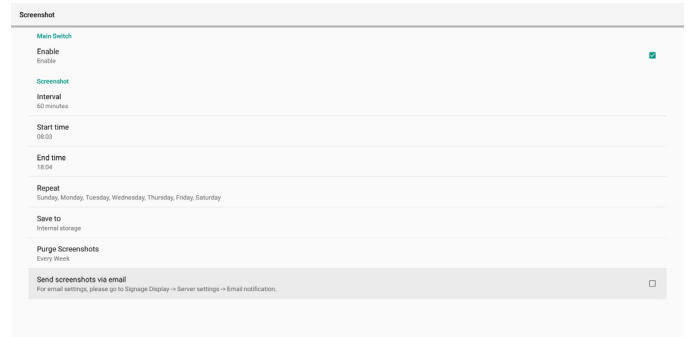 Screenshot
Main Switch
Enable
Enable
Screenshot
Interval
60 minutes
Start time
08:03
End time
18:04
Repeat
Sunday, Monday, Tuesday, Wednesday, Thursday, Friday, Saturday
Save to
Internal storage
Purge Screenshots
Every Week
Send screenshots via email
For email settings, please go to Signage Display -> Server settings -> Email notification.